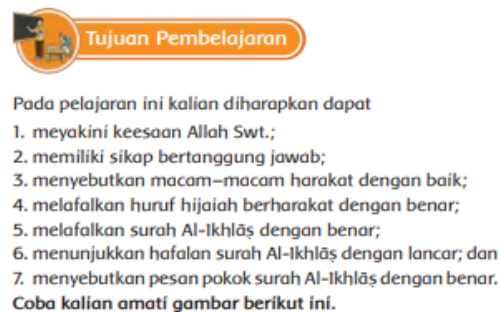 Tujuan Pembelajaran
Pada pelajaran ini kalian diharapkan dapat
1. meyakini keesaan Allah Swt.;
2. memiliki sikap bertanggung jawab;
3. menyebutkan macam–macam harakat dengan baik;
4. melafalkan huruf hijaiah berharakat dengan benar;
5. melafalkan surah Al-Ikhlāṣ dengan benar;
6. menunjukkan hafalan surah Al-Ikhlāṣ dengan lancar; dan
7. menyebutkan pesan pokok surah Al-Ikhlāṣ dengan benar.
Coba kalian amati gambar berikut ini.